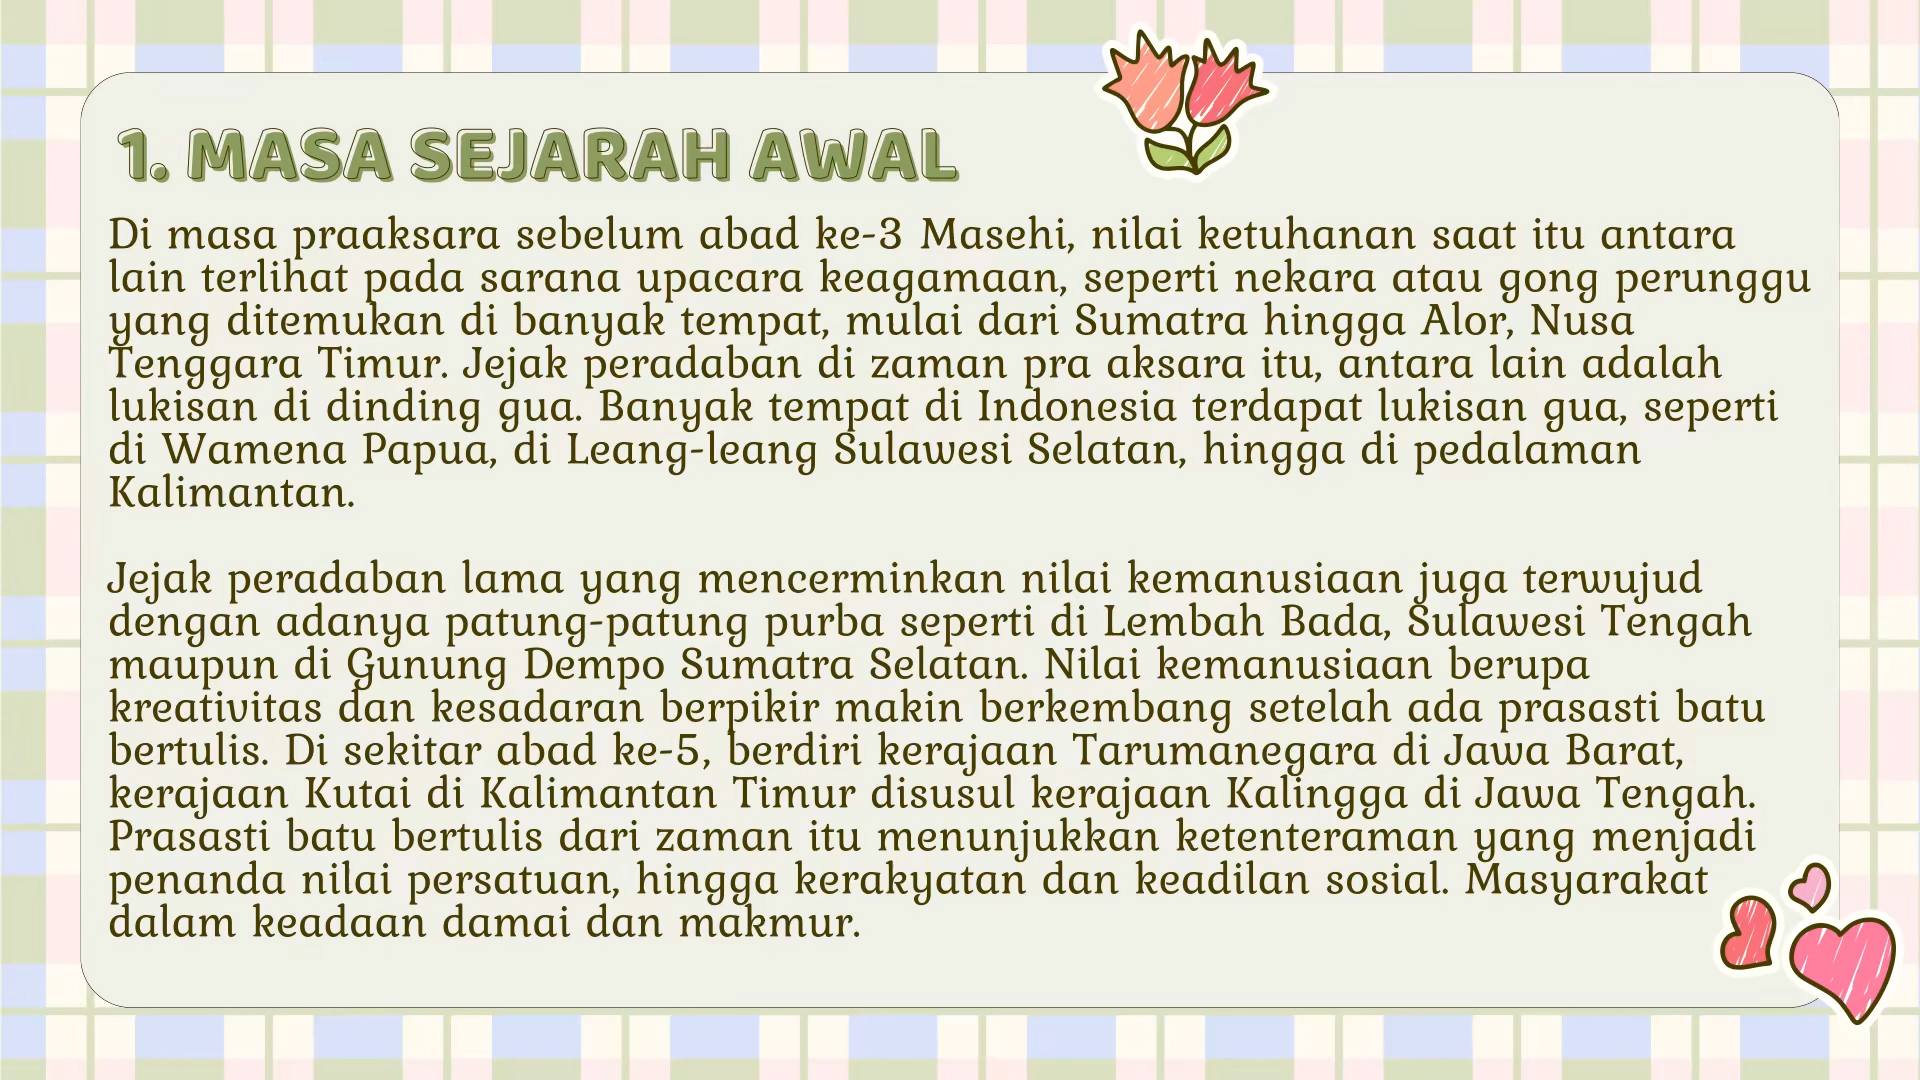 1. MASA SEJARAH AWAL
Di masa praaksara sebelum abad ke-3 Masehi, nilai ketuhanan saat itu antara
lain terlihat pada sarana upacara keagamaan, seperti nekara atau gong perunggu
yang ditemukan di banyak tempat, mulai dari Sumatra hingga Alor, Nusa
Tenggara Timur. Jejak peradaban di zaman pra aksara itu, antara lain adalah
lukisan di dinding gua. Banyak tempat di Indonesia terdapat lukisan gua, seperti
di Wamena Papua, di Leang-leang Sulawesi Selatan, hingga di pedalaman
Kalimantan.
Jejak peradaban lama yang mencerminkan nilai kemanusiaan juga terwujud
dengan adanya patung-patung purba seperti di Lembah Bada, Sulawesi Tengah
maupun di Gunung Dempo Sumatra Selatan. Nilai kemanusiaan berupa
kreativitas dan kesadaran berpikir makin berkembang setelah ada prasasti batu
bertulis. Di sekitar abad ke-5, berdiri kerajaan Tarumanegara di Jawa Barat,
kerajaan Kutai di Kalimantan Timur disusul kerajaan Kalingga di Jawa Tengah.
Prasasti batu bertulis dari zaman itu menunjukkan ketenteraman yang menjadi
penanda nilai persatuan, hingga kerakyatan dan keadilan sosial. Masyarakat
dalam keadaan damai dan makmur.